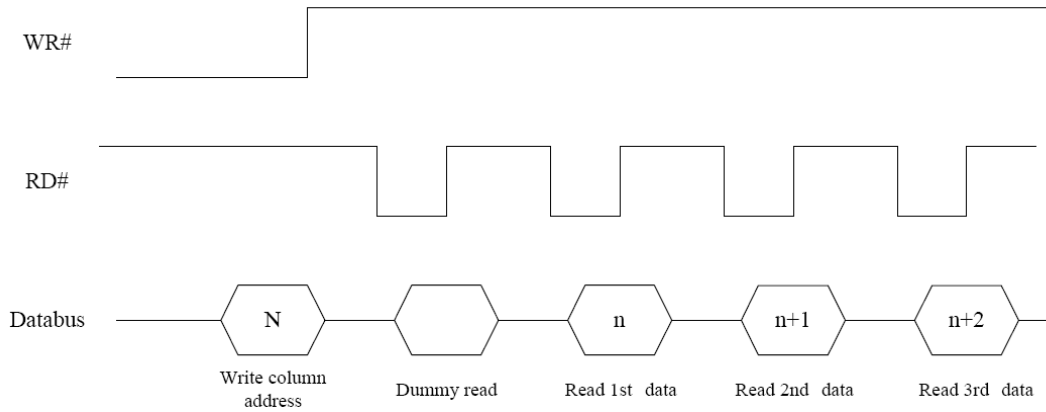 WR#
RD#
Databus
N
n
n+1
n+2
Write column
address
Dummy read
Read 1st data
Read 2nd data
Read 3rd data